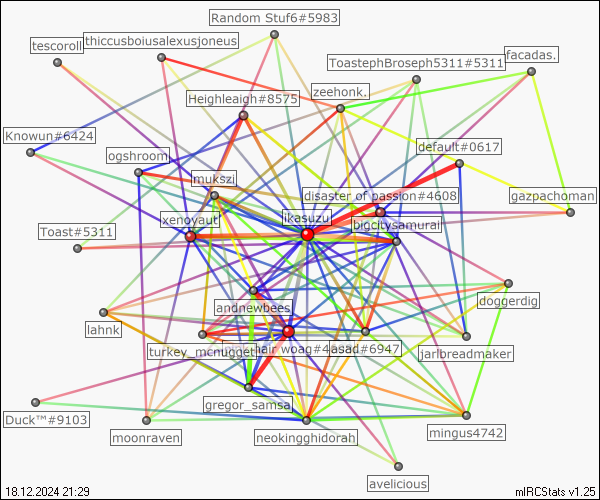 Random Stuf6#5983
thiccusboiusalexusjoneus
tescoroll
ToastephBroseph5311#5311
facadas.
zeehonk.
Heighleigh#8575
Knowun#6424
default#0617
ogshroom
mukszi
disaster of passion#4608
gazpachoman
xenoyaut
likasuzu
bigcitysamurai
Toast#5311
andnewbees
doggerdig
lahnk
turkey_mcnugget
hair woag#4
asad#6947
jarlbreadmaker
gregor_samsa
Duck™#9103
moonraven
neokingghidorah
mingus4742
avelicious
18.12.2024 21:29
mIRCStats v1.25